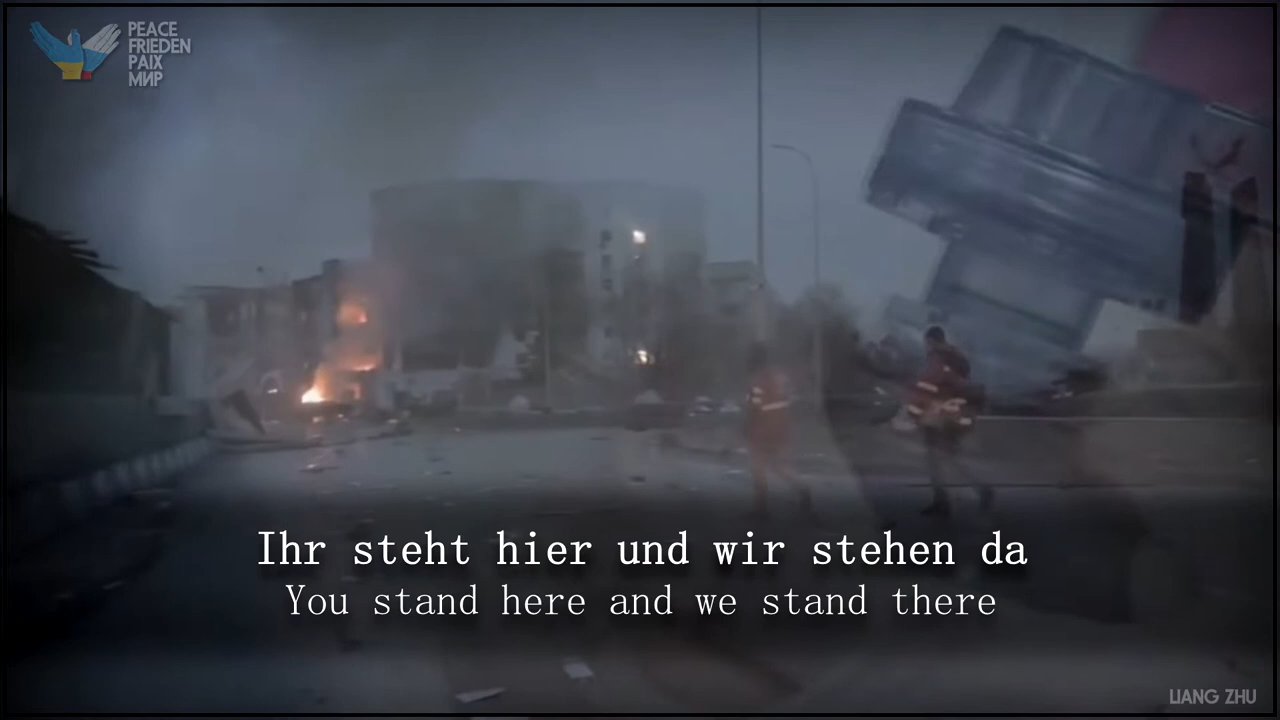 PEACE
FRIEDEN
PAIX
МИР
Ihr steht hier und wir stehen da
You stand here and we stand there
LIANG ZHU